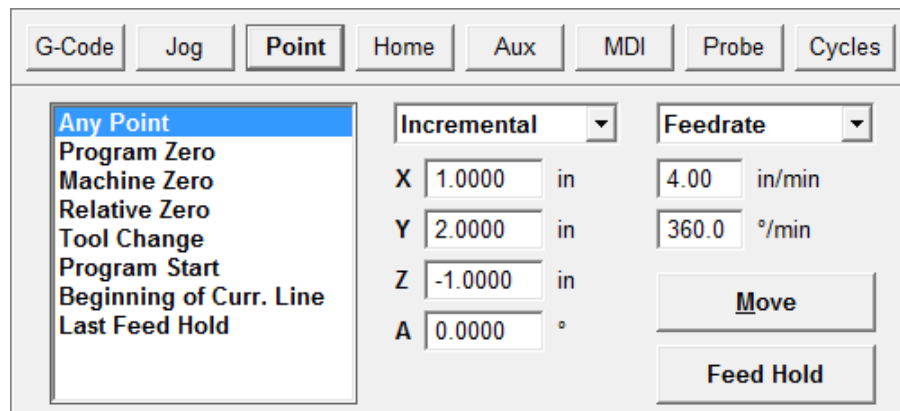 G-Code Jog Point Home Aux MDI Probe Cycles
Any Point
Program Zero
Machine Zero
Relative Zero
Tool Change
Program Start
Beginning of Curr. Line
Last Feed Hold
Incremental
X 1.0000 in
Y 2.0000 in
Z -1.0000 in
A 0.0000 °
Feedrate
4.00 in/min
360.0 °/min
Move
Feed Hold